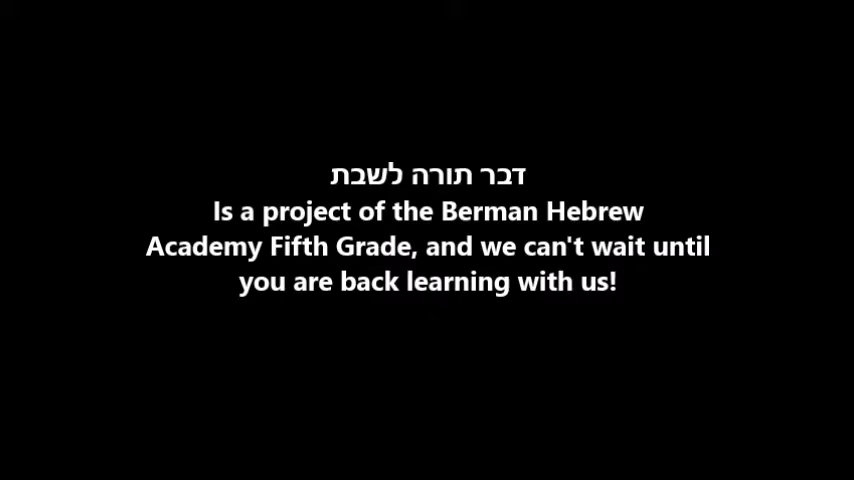 דבר תורה לשבת
Is a project of the Berman Hebrew
Academy Fifth Grade, and we can't wait until
you are back learning with us!